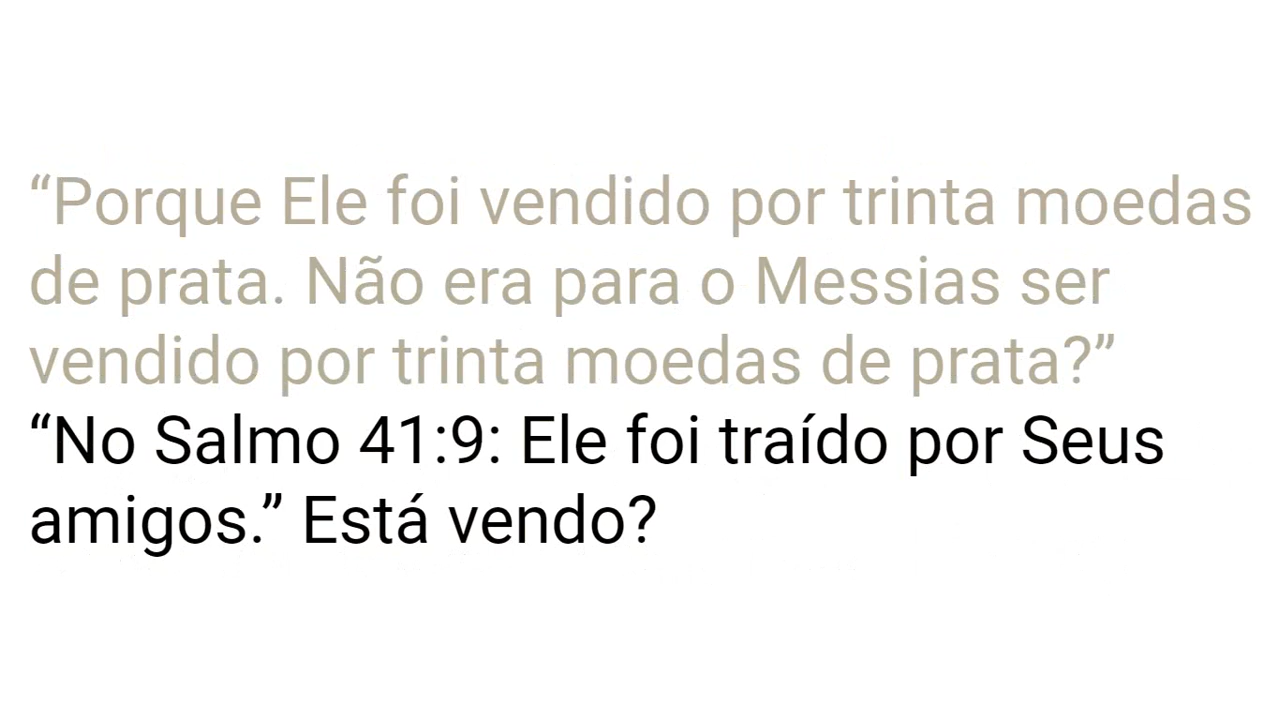 “Porque Ele foi vendido por trinta moedas
de prata. Não era para o Messias ser
vendido por trinta moedas de prata?”
“No Salmo 41:9: Ele foi traído por Seus
amigos.” Está vendo?